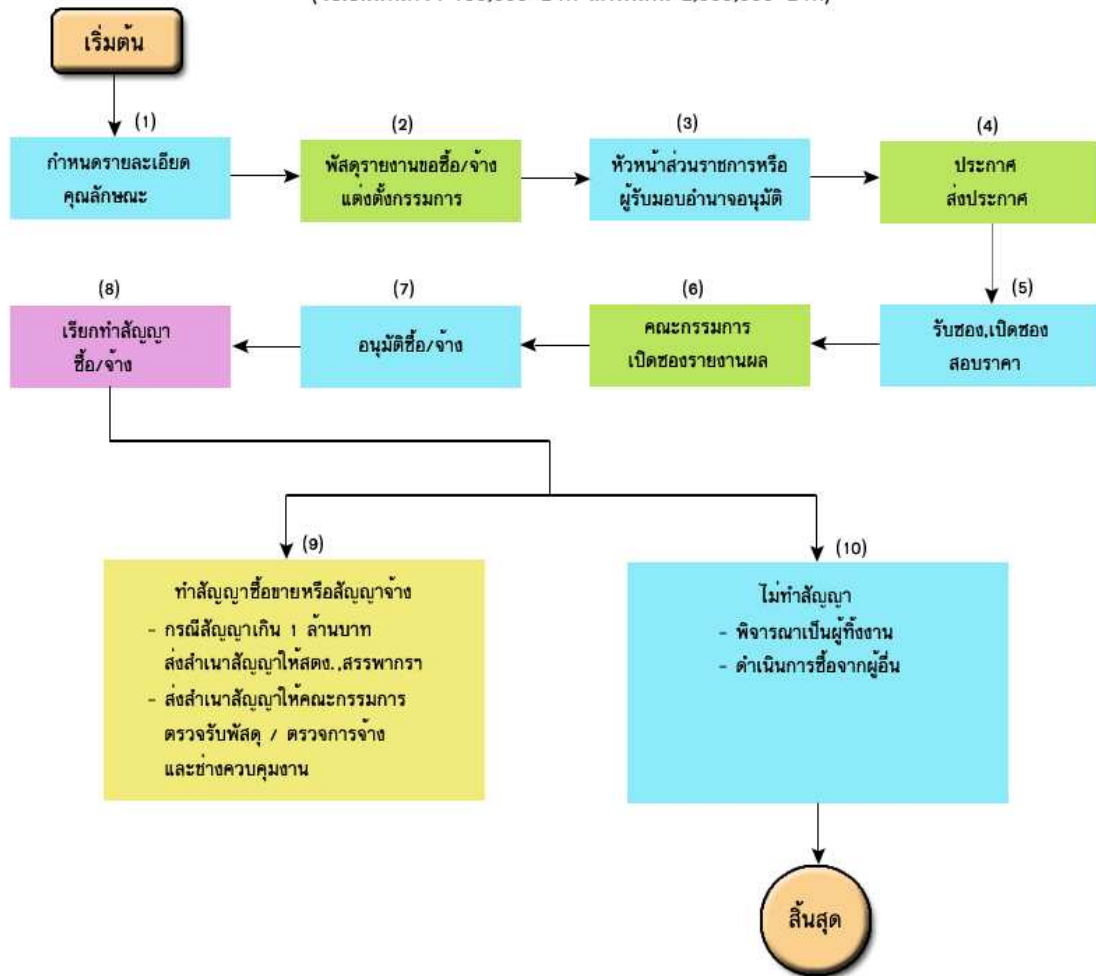 เริ่มต้น
(1)
กำหนดรายละเอียด
คุณลักษณะ
(2)
พัสดุรายงานขอซื้อ/จ้าง
แต่งตั้งกรรมการ
(3)
หัวหน้าส่วนราชการหรือ
ผู้รับมอบอำนาจอนุมัติ
(4)
ประกาศ
ส่งประกาศ
(8)
เรียกทำสัญญา
ซื้อ/จ้าง
(7)
อนุมัติซื้อ/จ้าง
(6)
คณะกรรมการ
เปิดซองรายงานผล
(5)
รับซอง,เปิดซอง
สอบราคา
(9)
ทำสัญญาซื้อขายหรือสัญญาจ้าง
- กรณีสัญญาเกิน 1 ล้านบาท
ส่งสำเนาสัญญาให้สตง.,สรรพากรฯ
- ส่งสำเนาสัญญาให้คณะกรรมการ
ตรวจรับพัสดุ / ตรวจการจ้าง
และช่างควบคุมงาน
(10)
ไม่ทำสัญญา
- พิจารณาเป็นผู้ทิ้งงาน
- ดำเนินการซื้อจากผู้อื่น
สิ้นสุด